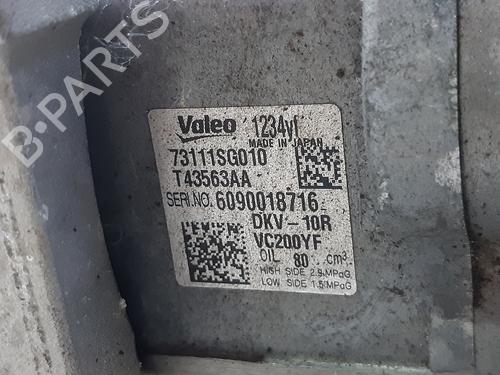 B-PARTS
Valeo 1234yf
MADE IN JAPAN
73111SG010
T43563AA
SERI.NO. 6090018716
DKV-10R
VC200YF
OIL 80 cm³
HIGH SIDE 2.9MPaG
LOW SIDE 1.5MPaG